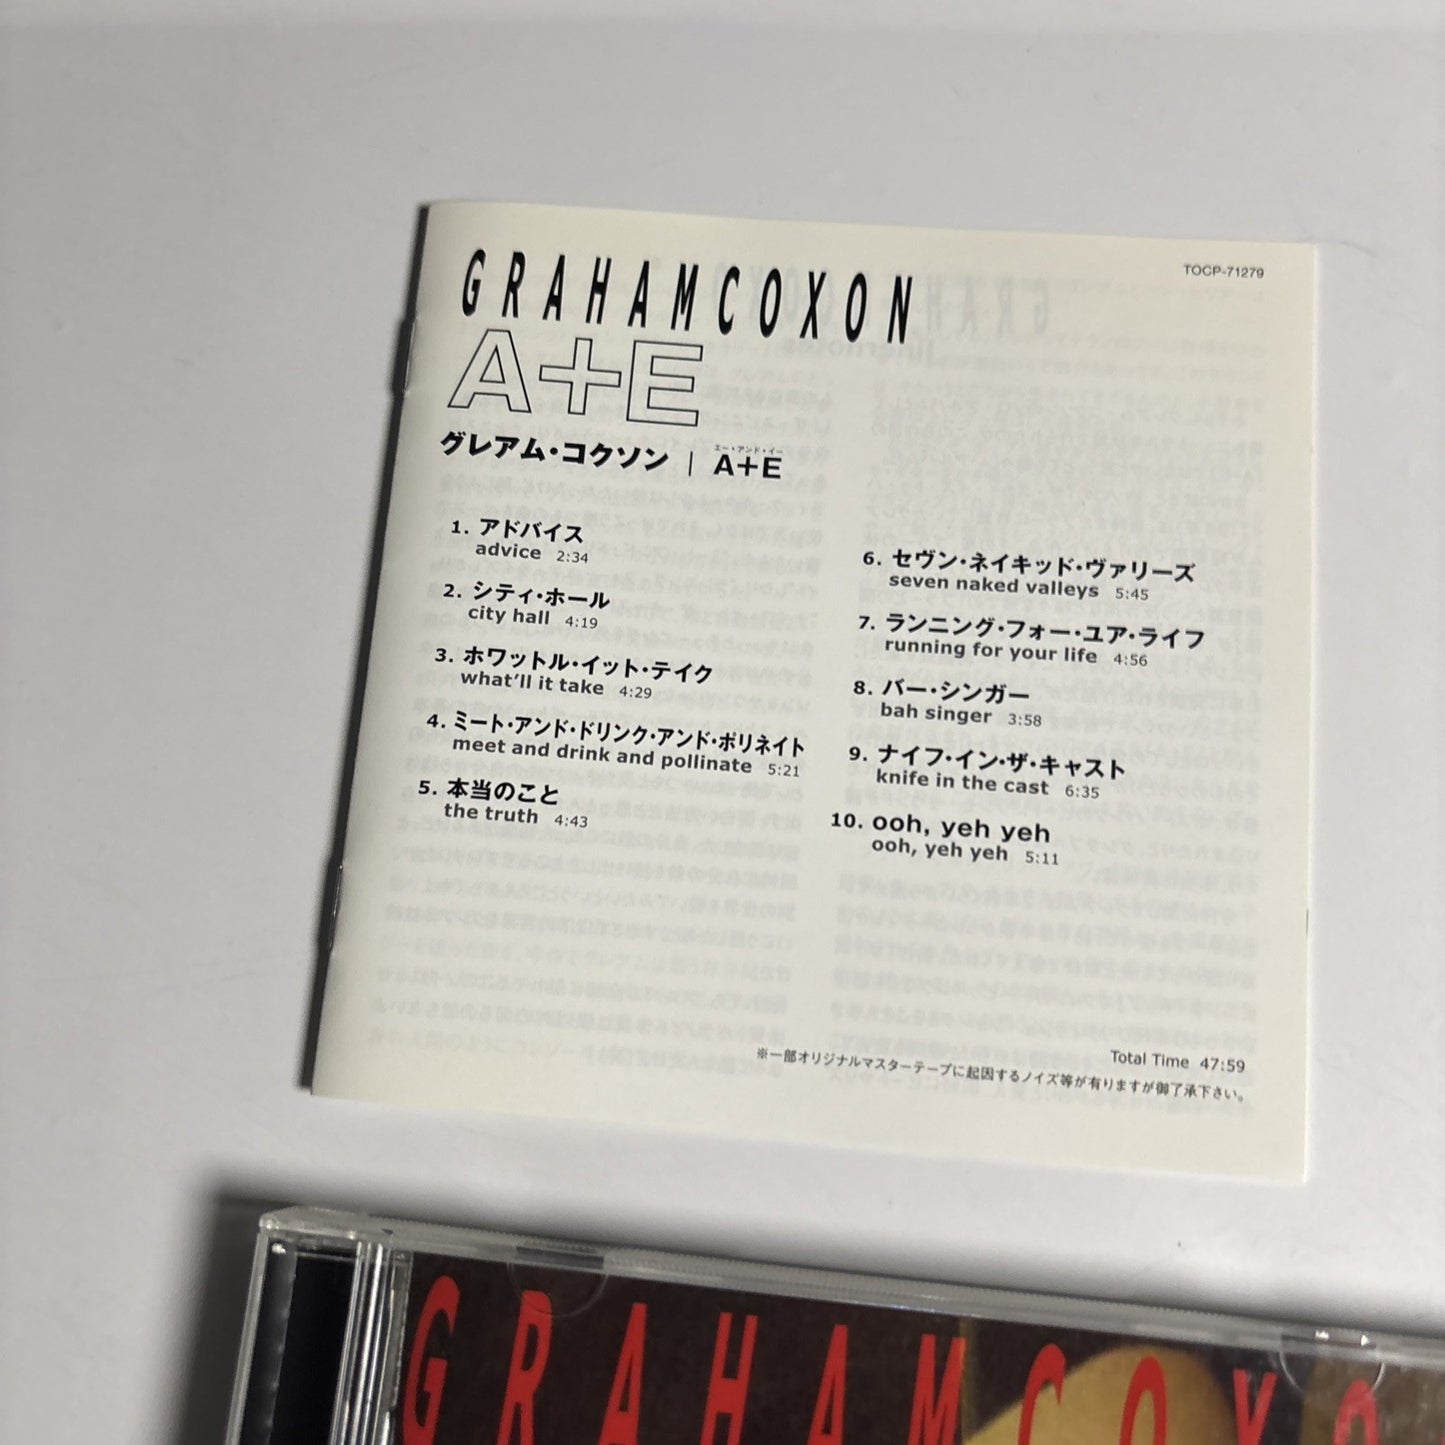 TOCP-71279
GRAHAMCOXON
A+E
グレアム・コクソン | A+E
エー・アンド・イー
1. アドバイス
advice 2:34
2. シティ・ホール
city hall 4:19
3. ホワットル・イット・テイク
what'll it take 4:29
4. ミート・アンド・ドリンク・アンド・ポリネイト
meet and drink and pollinate 5:21
5. 本当のこと
the truth 4:43
6. セヴン・ネイキッド・ヴァリーズ
seven naked valleys 5:45
7. ランニング・フォー・ユア・ライフ
running for your life 4:56
8. バー・シンガー
bah singer 3:58
9. ナイフ・イン・ザ・キャスト
knife in the cast 6:35
10. ooh, yeh yeh
ooh, yeh yeh 5:11
Total Time 47:59
※一部オリジナルマスターテープに起因するノイズ等が有りますが御了承下さい。
GRAHAMCOXO